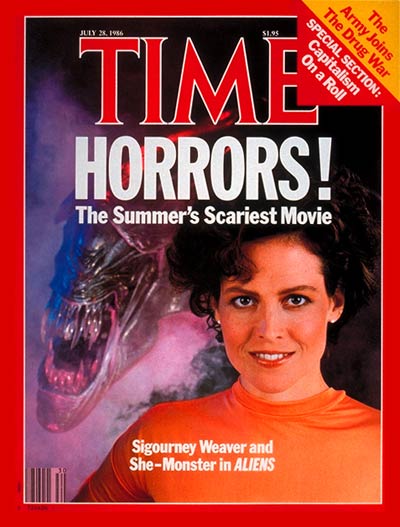 JULY 28, 1986
$1.95
The
Army Joins
The Drug War
SPECIAL SECTION:
Capitalism
On a Roll
TIME
HORRORS!
The Summer's Scariest Movie
Sigourney Weaver and
She–Monster in ALIENS
30